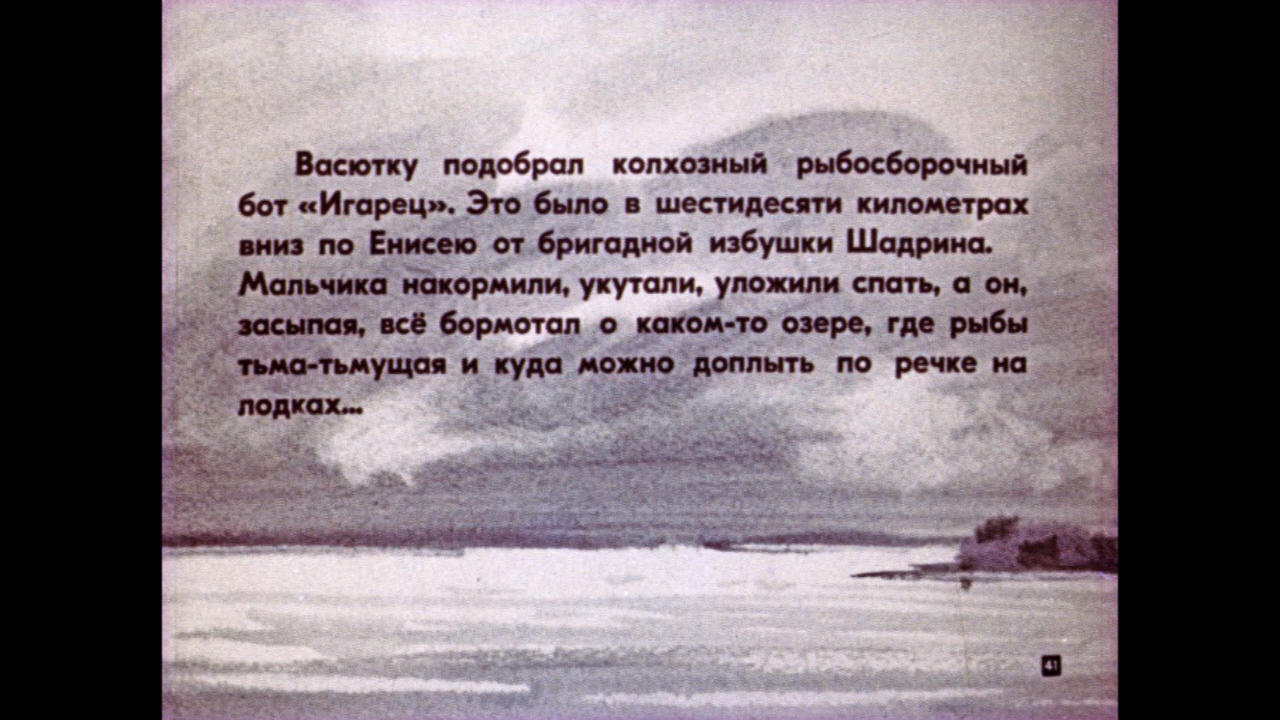 Васютку подобрал колхозный рыбосборочный
бот «Игарец». Это было в шестидесяти километрах
вниз по Енисею от бригадной избушки Шадрина.
Мальчика накормили, укутали, уложили спать, а он,
засыпая, всё бормотал о каком-то озере, где рыбы
тьма-тьмущая и куда можно доплыть по речке на
лодках...
41